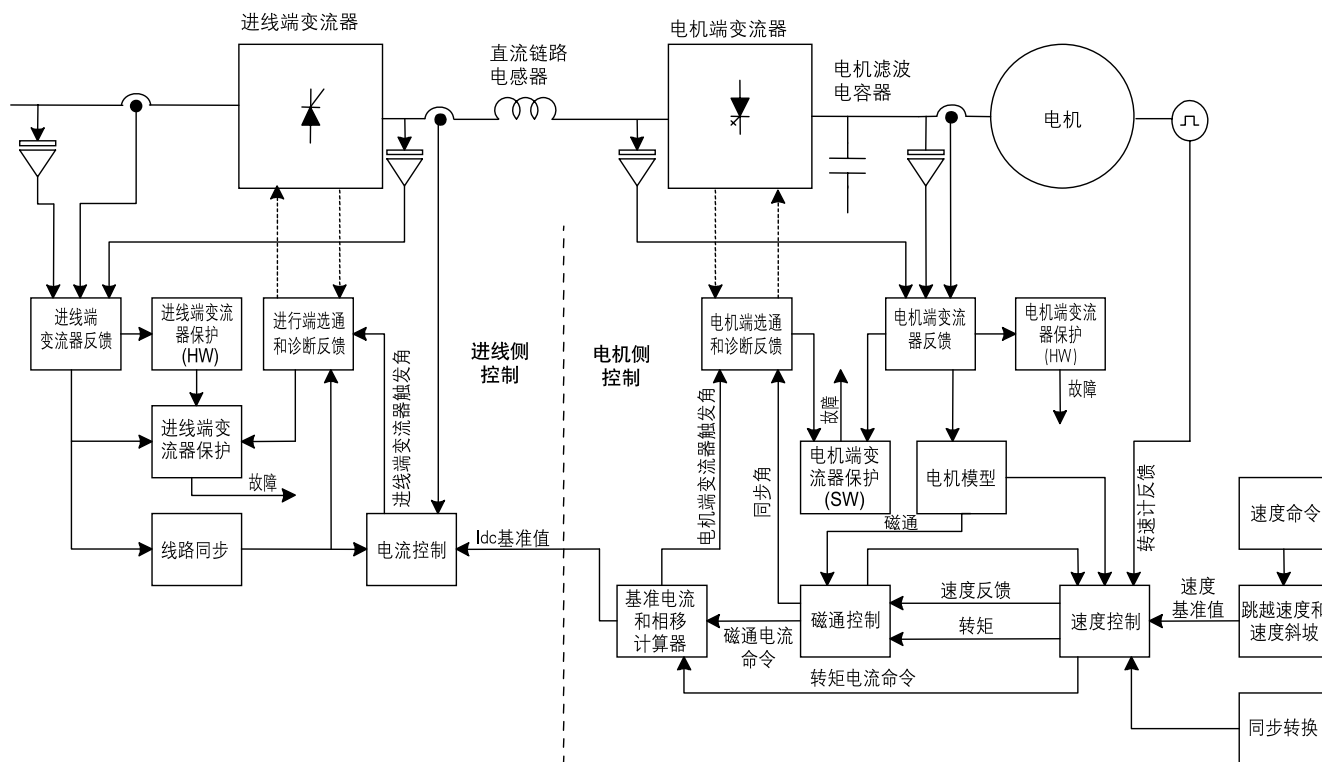 进线端变流器
直流链路
电感器
电机端变流器
电机滤波
电容器
电机
进线端
变流器反馈
进线端变流
器保护
(HW)
进行端选通
和诊断反馈
进线端变
流器保护
故障
线路同步
进线端变流器触发角
电流控制
进线侧
控制
电机侧
控制
Idc基准值
电机端选通
和诊断反馈
电机端变流
器反馈
电机端变流
器保护
(HW)
故障
电机端变流器触发角
同步角
故障
电机端变
流器保护
(SW)
电机模型
磁通
转速计反馈
速度命令
基准电流
和相移
计算器
磁通电流
命令
磁通控制
速度反馈
转矩
转矩电流命令
速度控制
速度
基准值
跳越速度和
速度斜坡
同步转换